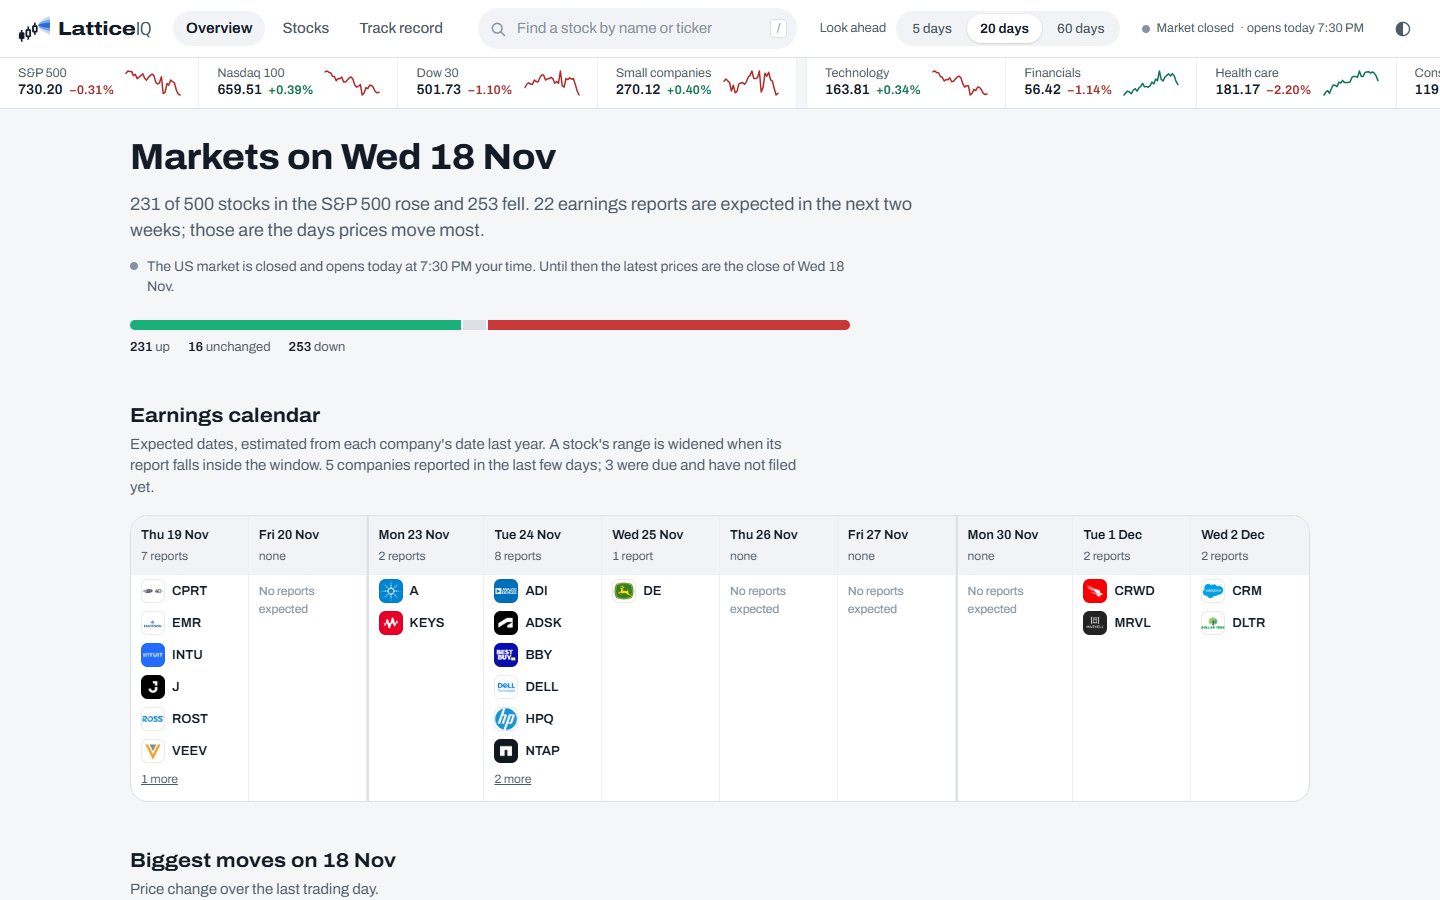 LatticeIQ
Overview
Stocks
Track record
Find a stock by name or ticker
/
Look ahead
5 days
20 days
60 days
Market closed · opens today 7:30 PM
S&P 500
730.20 −0.31%
Nasdaq 100
659.51 +0.39%
Dow 30
501.73 −1.10%
Small companies
270.12 +0.40%
Technology
163.81 +0.34%
Financials
56.42 −1.14%
Health care
181.17 −2.20%
Cons
119
Markets on Wed 18 Nov
231 of 500 stocks in the S&P 500 rose and 253 fell. 22 earnings reports are expected in the next two
weeks; those are the days prices move most.
The US market is closed and opens today at 7:30 PM your time. Until then the latest prices are the close of Wed 18
Nov.
231 up
16 unchanged
253 down
Earnings calendar
Expected dates, estimated from each company's date last year. A stock's range is widened when its
report falls inside the window. 5 companies reported in the last few days; 3 were due and have not filed
yet.
Thu 19 Nov
7 reports
CPRT
EMR
INTUIT
INTU
J
ROSS
ROST
VEEV
1 more
Fri 20 Nov
none
No reports
expected
Mon 23 Nov
2 reports
A
KEYS
Tue 24 Nov
8 reports
ADI
ADSK
BEST
BUY
BBY
DELL
DELL
hp
HPQ
NTAP
2 more
Wed 25 Nov
1 report
DE
Thu 26 Nov
none
No reports
expected
Fri 27 Nov
none
No reports
expected
Mon 30 Nov
none
No reports
expected
Tue 1 Dec
2 reports
CRWD
MRVL
Wed 2 Dec
2 reports
CRM
DLTR
Biggest moves on 18 Nov
Price change over the last trading day.